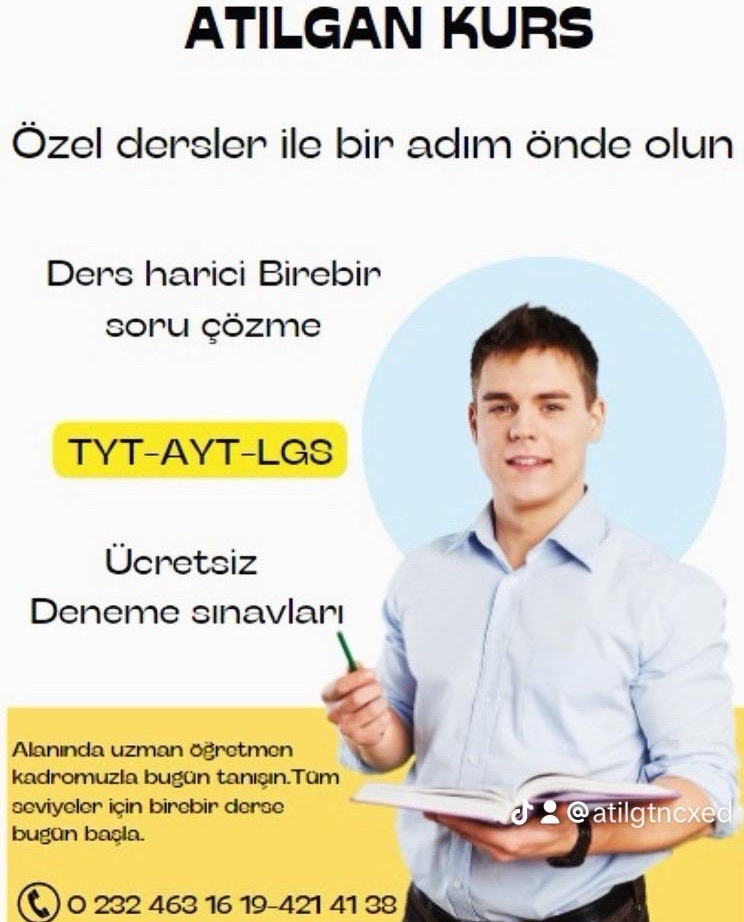 ATILGAN KURS
Özel dersler ile bir adım önde olun
Ders harici Birebir
soru çözme
TYT-AYT-LGS
Ücretsiz
Deneme sınavları
Alanında uzman öğretmen
kadromuzla bugün tanışın.Tüm
seviyeler için birebir derse
bugün başla.
@atilgtncxed
0 232 463 16 19-421 41 38